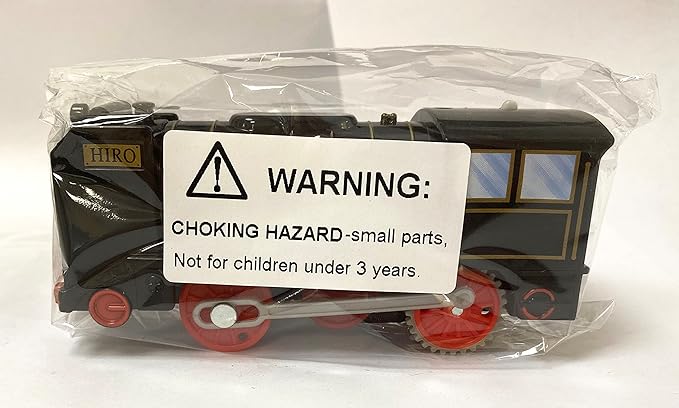 HIRO
WARNING:
CHOKING HAZARD-small parts,
Not for children under 3 years.